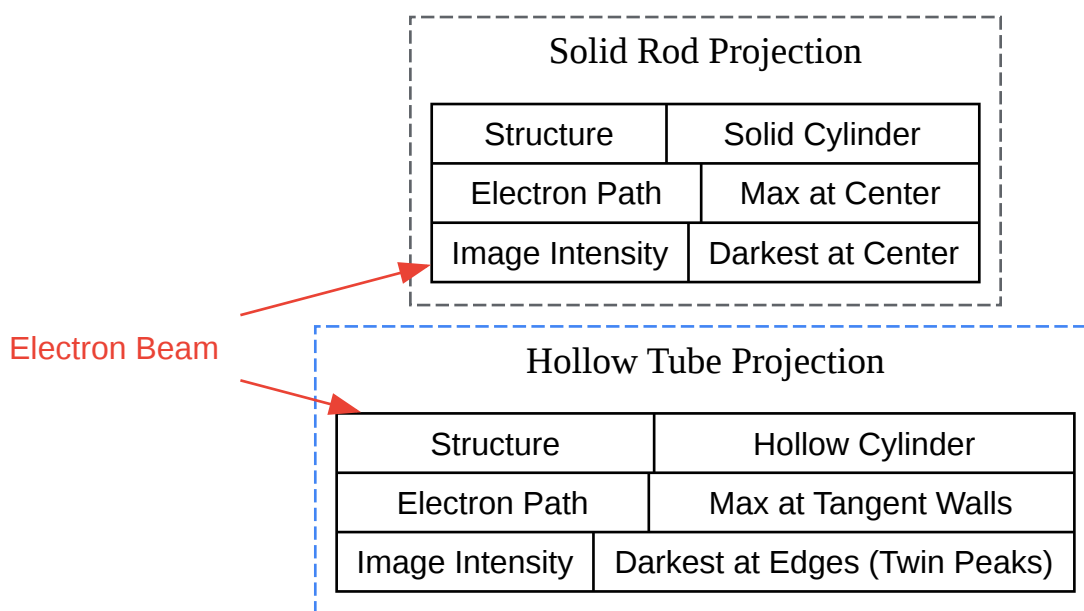 Solid Rod Projection
Structure Solid Cylinder
Electron Path Max at Center
Image Intensity Darkest at Center
Electron Beam
Hollow Tube Projection
Structure Hollow Cylinder
Electron Path Max at Tangent Walls
Image Intensity Darkest at Edges (Twin Peaks)